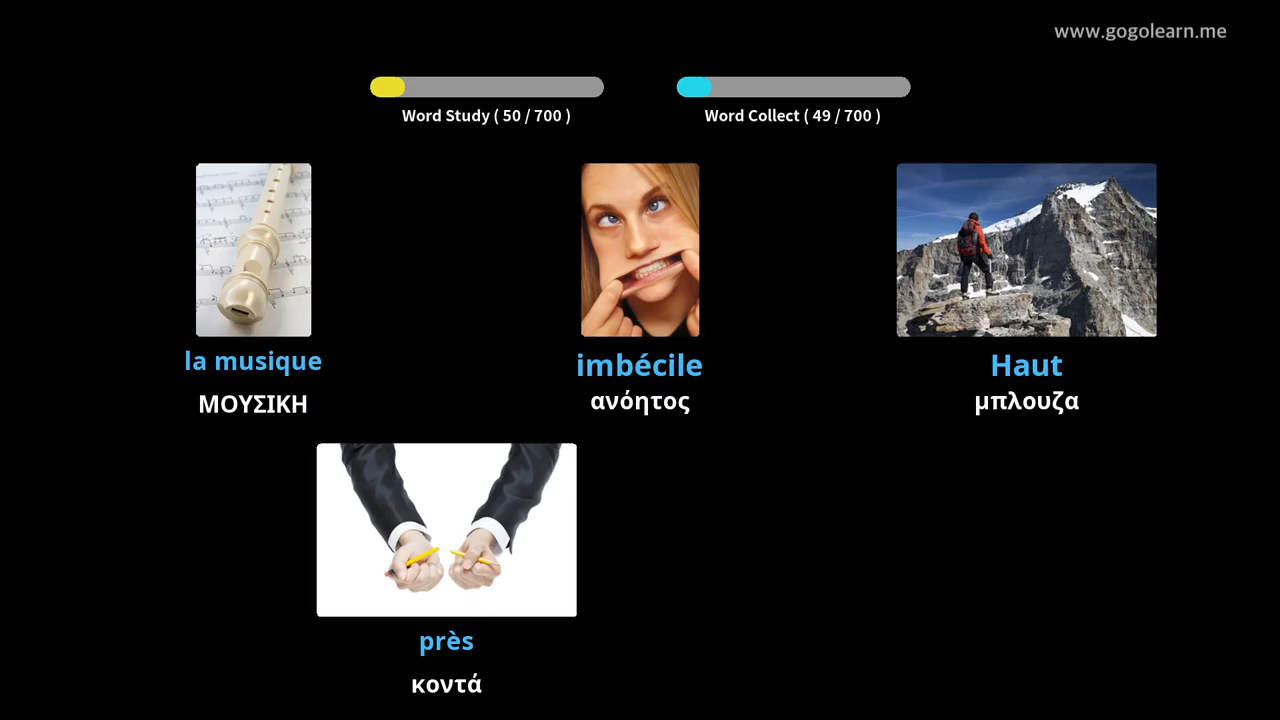 www.gogolearn.me
Word Study ( 50 / 700 )
Word Collect ( 49 / 700 )
la musique
ΜΟΥΣΙΚΗ
imbécile
ανόητος
Haut
μπλουζα
près
κοντά